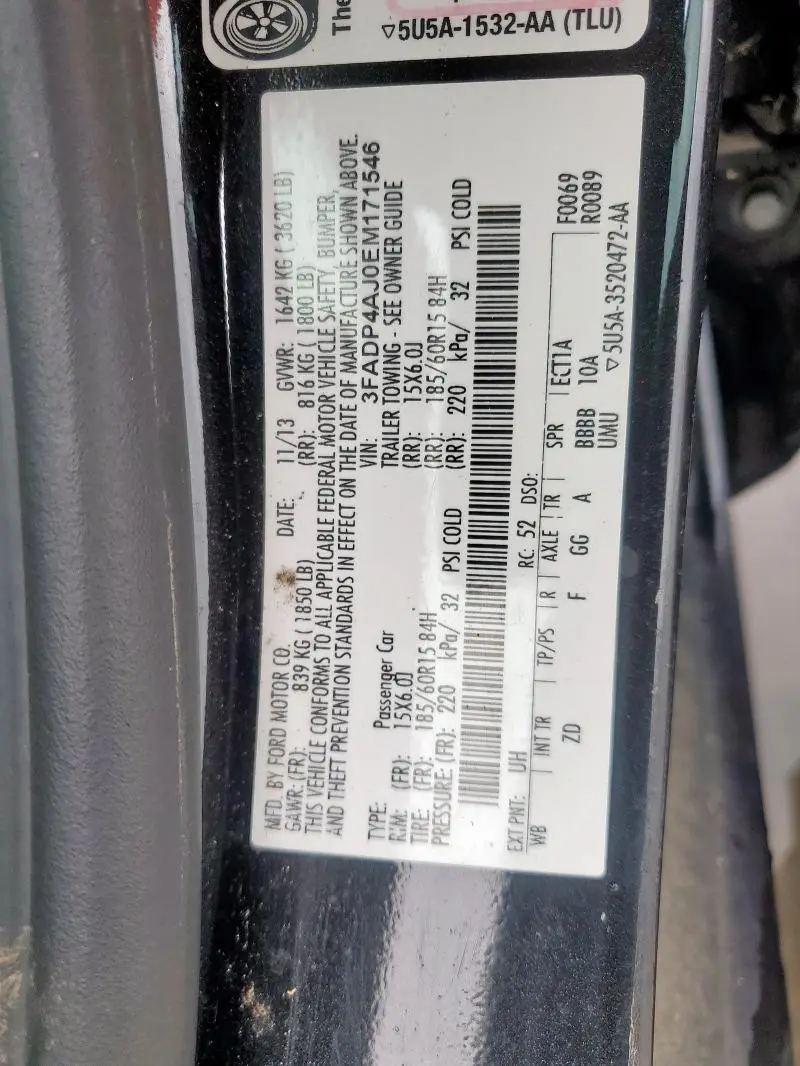 The
▽5U5A-1532-AA (TLU)
MFD. BY FORD MOTOR CO. DATE: 11/13 GVWR: 1642 KG ( 3620 LB)
GAWR: (FR): 839 KG ( 1850 LB) (RR): 816 KG ( 1800 LB)
THIS VEHICLE CONFORMS TO ALL APPLICABLE FEDERAL MOTOR VEHICLE SAFETY, BUMPER,
AND THEFT PREVENTION STANDARDS IN EFFECT ON THE DATE OF MANUFACTURE SHOWN ABOVE.
VIN: 3FADP4AJ0EM171546
TYPE: Passenger Car TRAILER TOWING - SEE OWNER GUIDE
RIM: (FR): 15X6.0J (RR): 15X6.0J
TIRE: (FR): 185/60R15 84H (RR): 185/60R15 84H
PRESSURE: (FR): 220 kPa/ 32 PSI COLD (RR): 220 kPa/ 32 PSI COLD
EXT PNT: UH RC: 52 DSO: F0069
WB INT TR TP/PS R AXLE TR SPR ECT1A R0089
ZD F GG A BBBB 10A
UMU ▽5U5A-3520472-AA